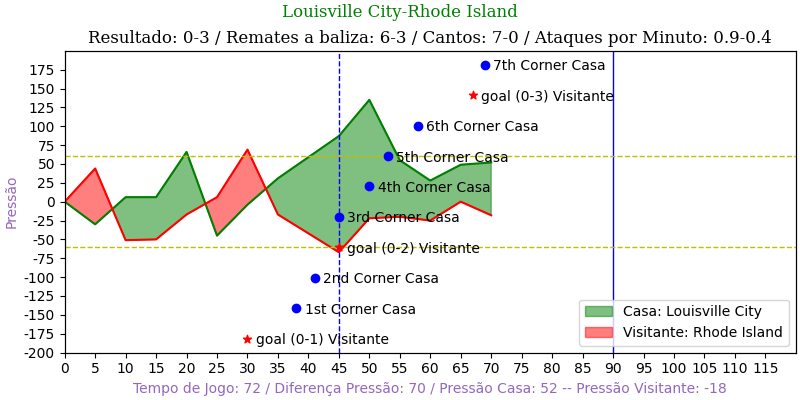 Louisville City-Rhode Island
Resultado: 0-3 / Remates a baliza: 6-3 / Cantos: 7-0 / Ataques por Minuto: 0.9-0.4
Pressão
175
150
125
100
75
50
25
0
-25
-50
-75
-100
-125
-150
-175
-200
7th Corner Casa
goal (0-3) Visitante
6th Corner Casa
5th Corner Casa
4th Corner Casa
3rd Corner Casa
goal (0-2) Visitante
2nd Corner Casa
1st Corner Casa
goal (0-1) Visitante
Casa: Louisville City
Visitante: Rhode Island
0 5 10 15 20 25 30 35 40 45 50 55 60 65 70 75 80 85 90 95 100 105 110 115
Tempo de Jogo: 72 / Diferença Pressão: 70 / Pressão Casa: 52 -- Pressão Visitante: -18